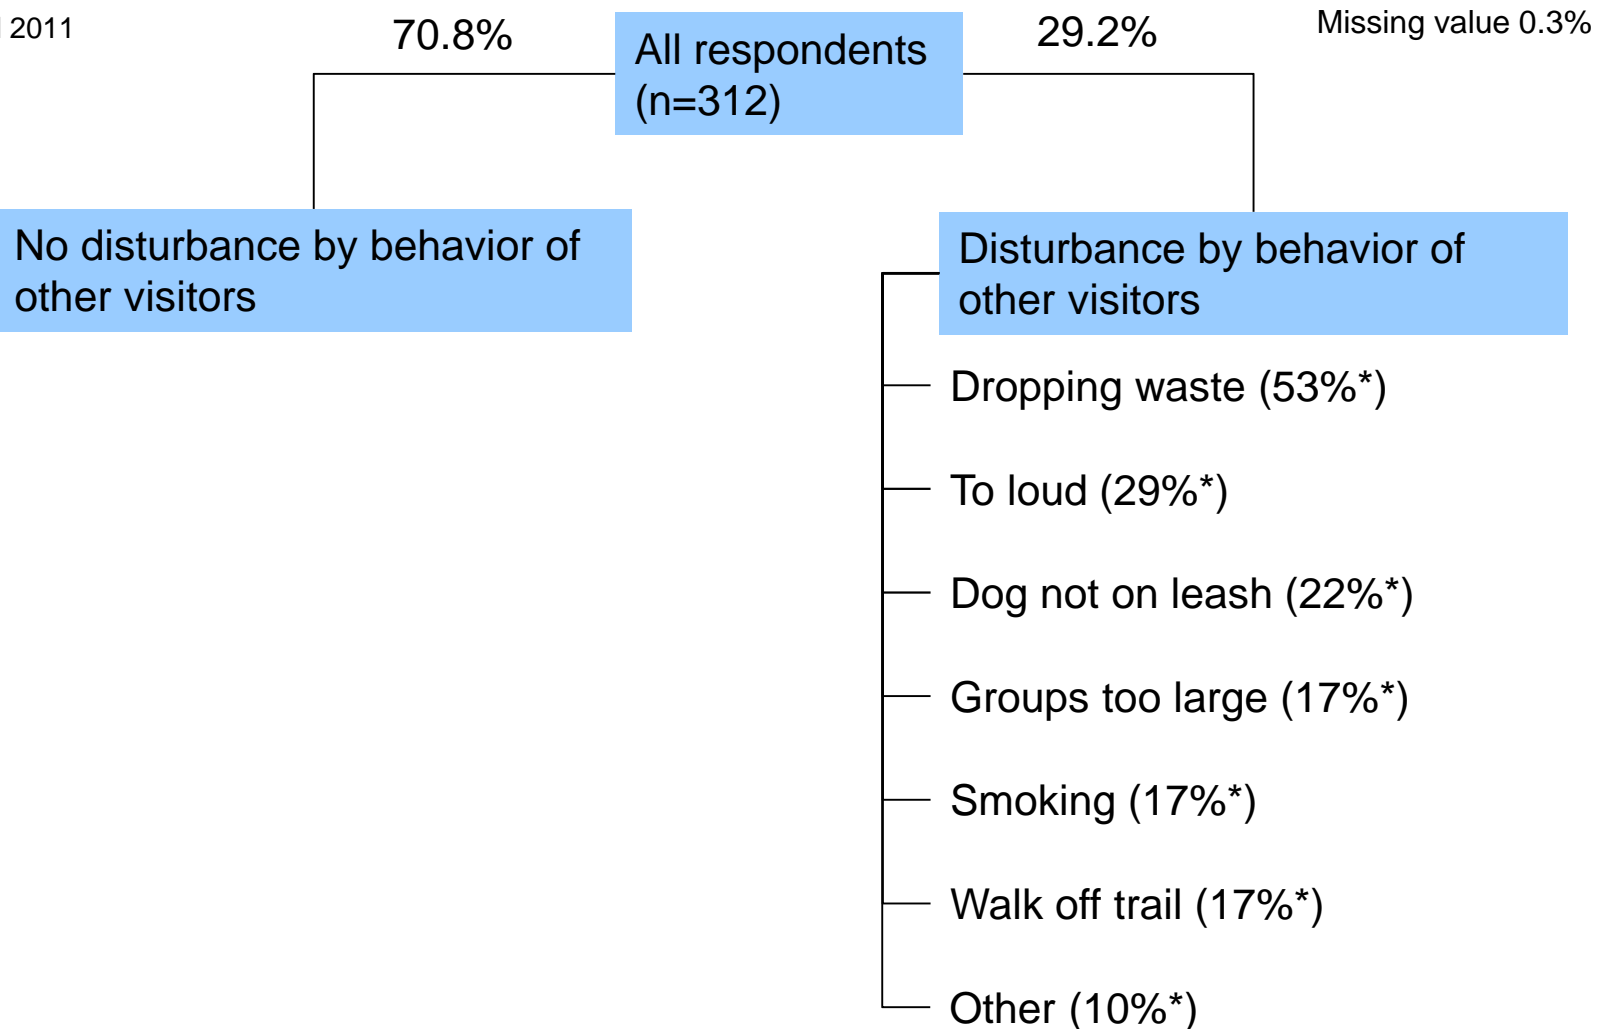 2011
70.8%
All respondents
(n=312)
29.2%
Missing value 0.3%
No disturbance by behavior of
other visitors
Disturbance by behavior of
other visitors
Dropping waste (53%*)
To loud (29%*)
Dog not on leash (22%*)
Groups too large (17%*)
Smoking (17%*)
Walk off trail (17%*)
Other (10%*)